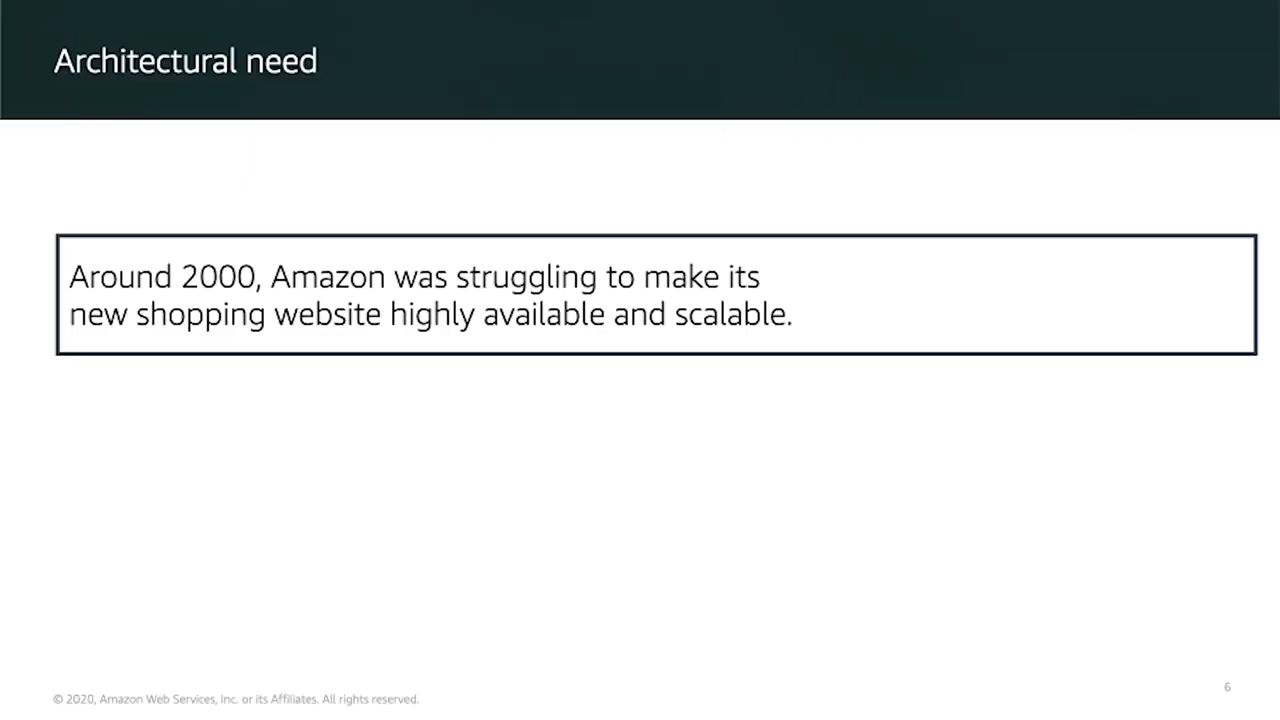 Architectural need
Around 2000, Amazon was struggling to make its
new shopping website highly available and scalable.
© 2020, Amazon Web Services, Inc. or its Affiliates. All rights reserved.
6